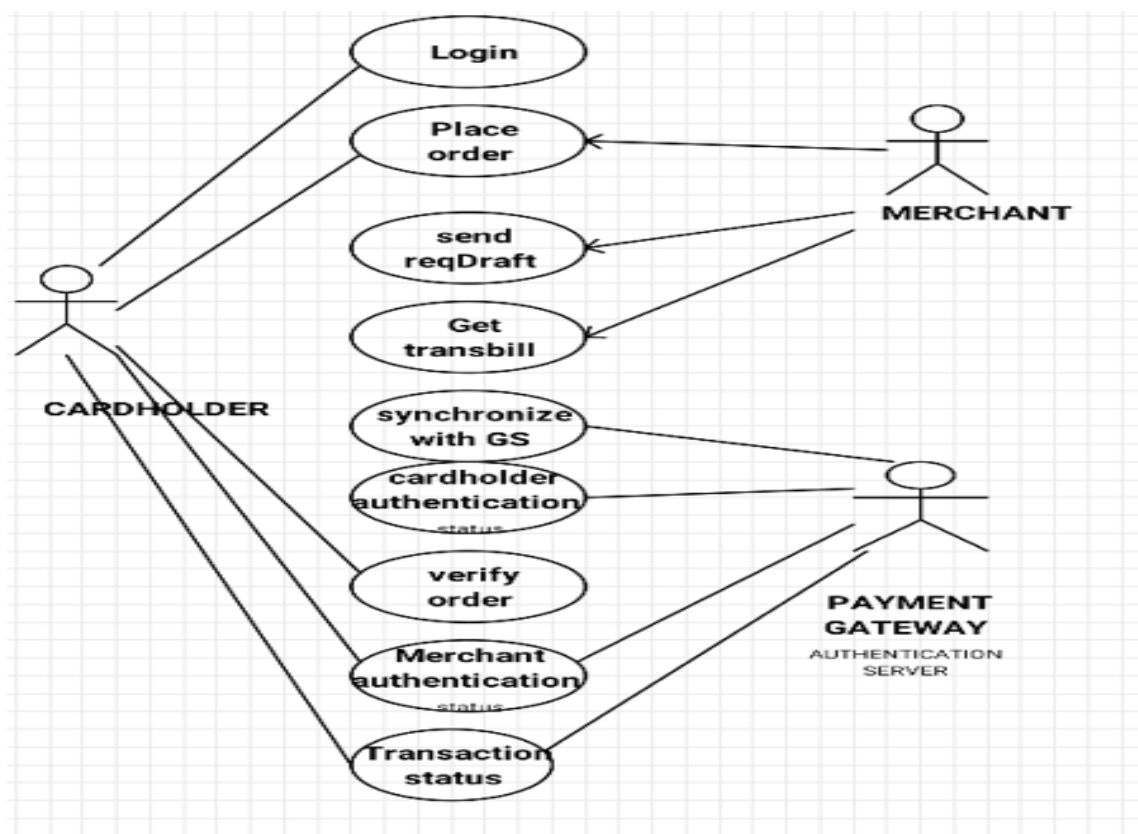 Login
Place
order
MERCHANT
send
reqDraft
Get
transbill
CARDHOLDER
synchronize
with GS
cardholder
authentication
status
verify
order
PAYMENT
GATEWAY
AUTHENTICATION
SERVER
Merchant
authentication
status
Transaction
status